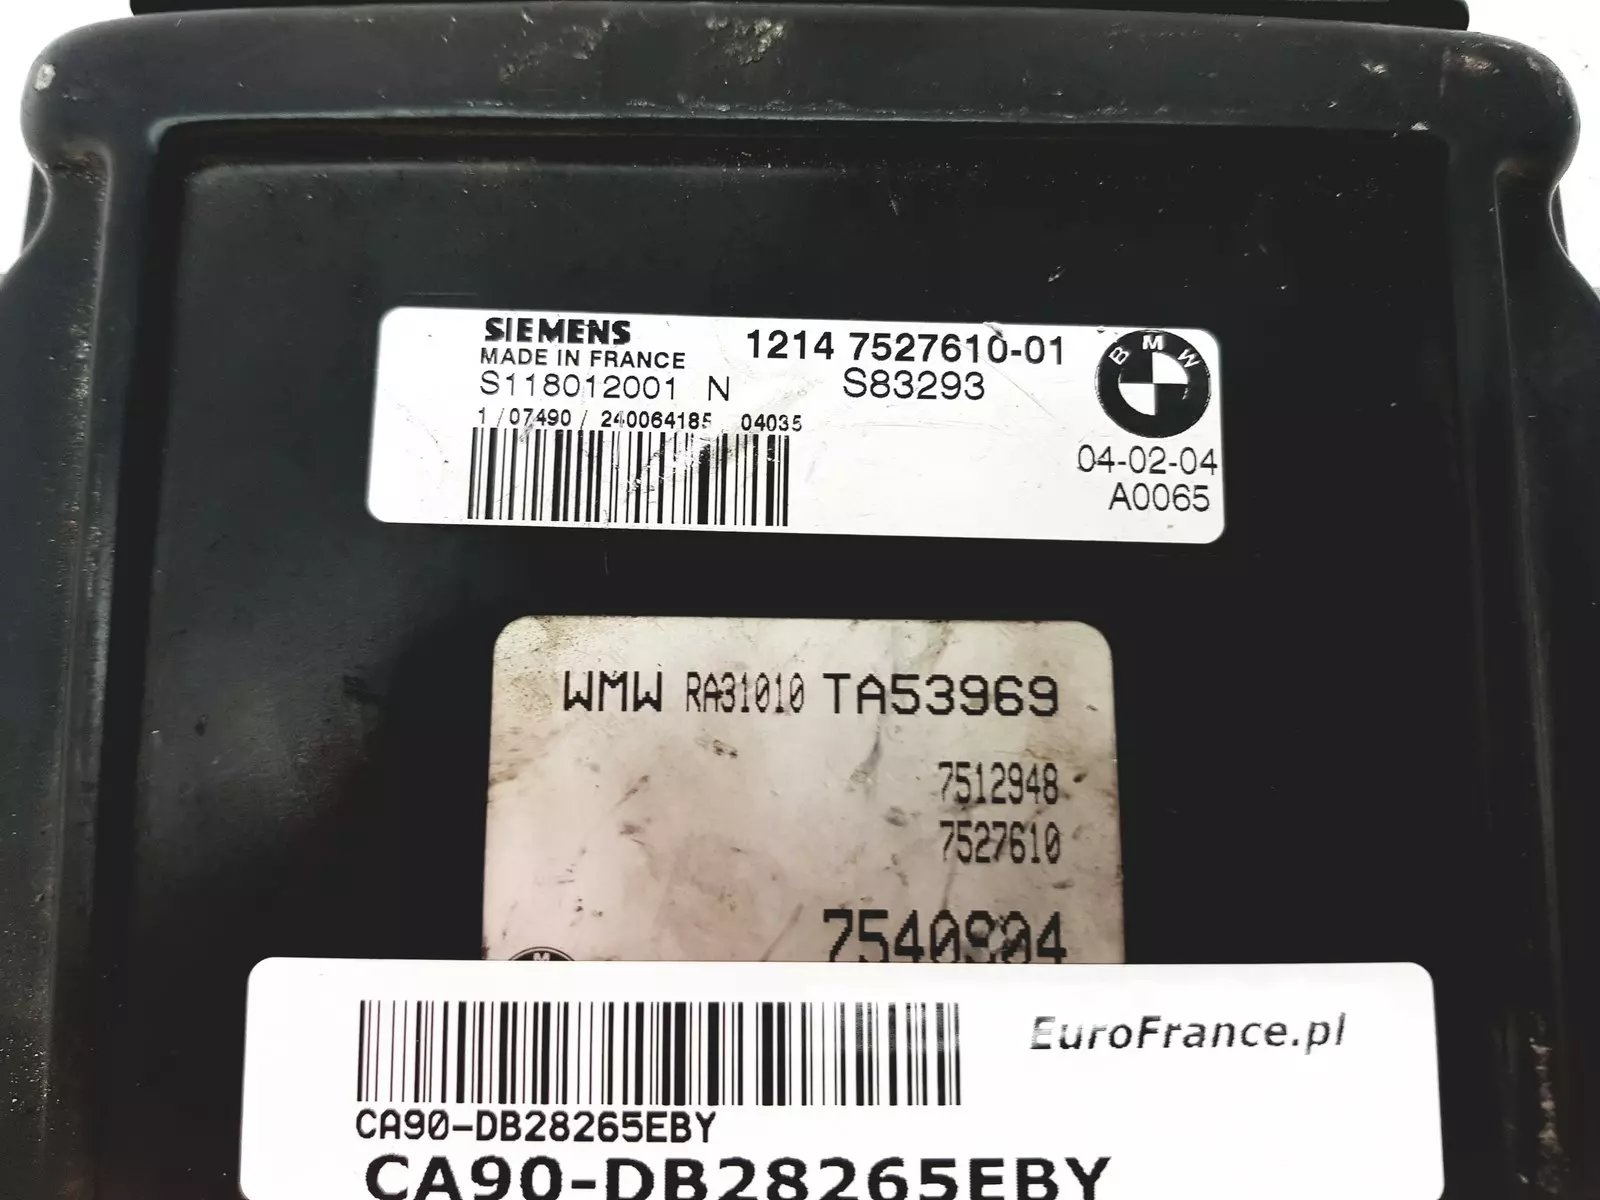 SIEMENS
MADE IN FRANCE
S118012001 N
1214 7527610-01
S83293
1/07490/240064185 04035
BMW
04-02-04
A0065
WMW RA31010 TA53969
7512948
7527610
7540904
M
EuroFrance.pl
CA90-DB28265EBY
CA90-DB28265EBY